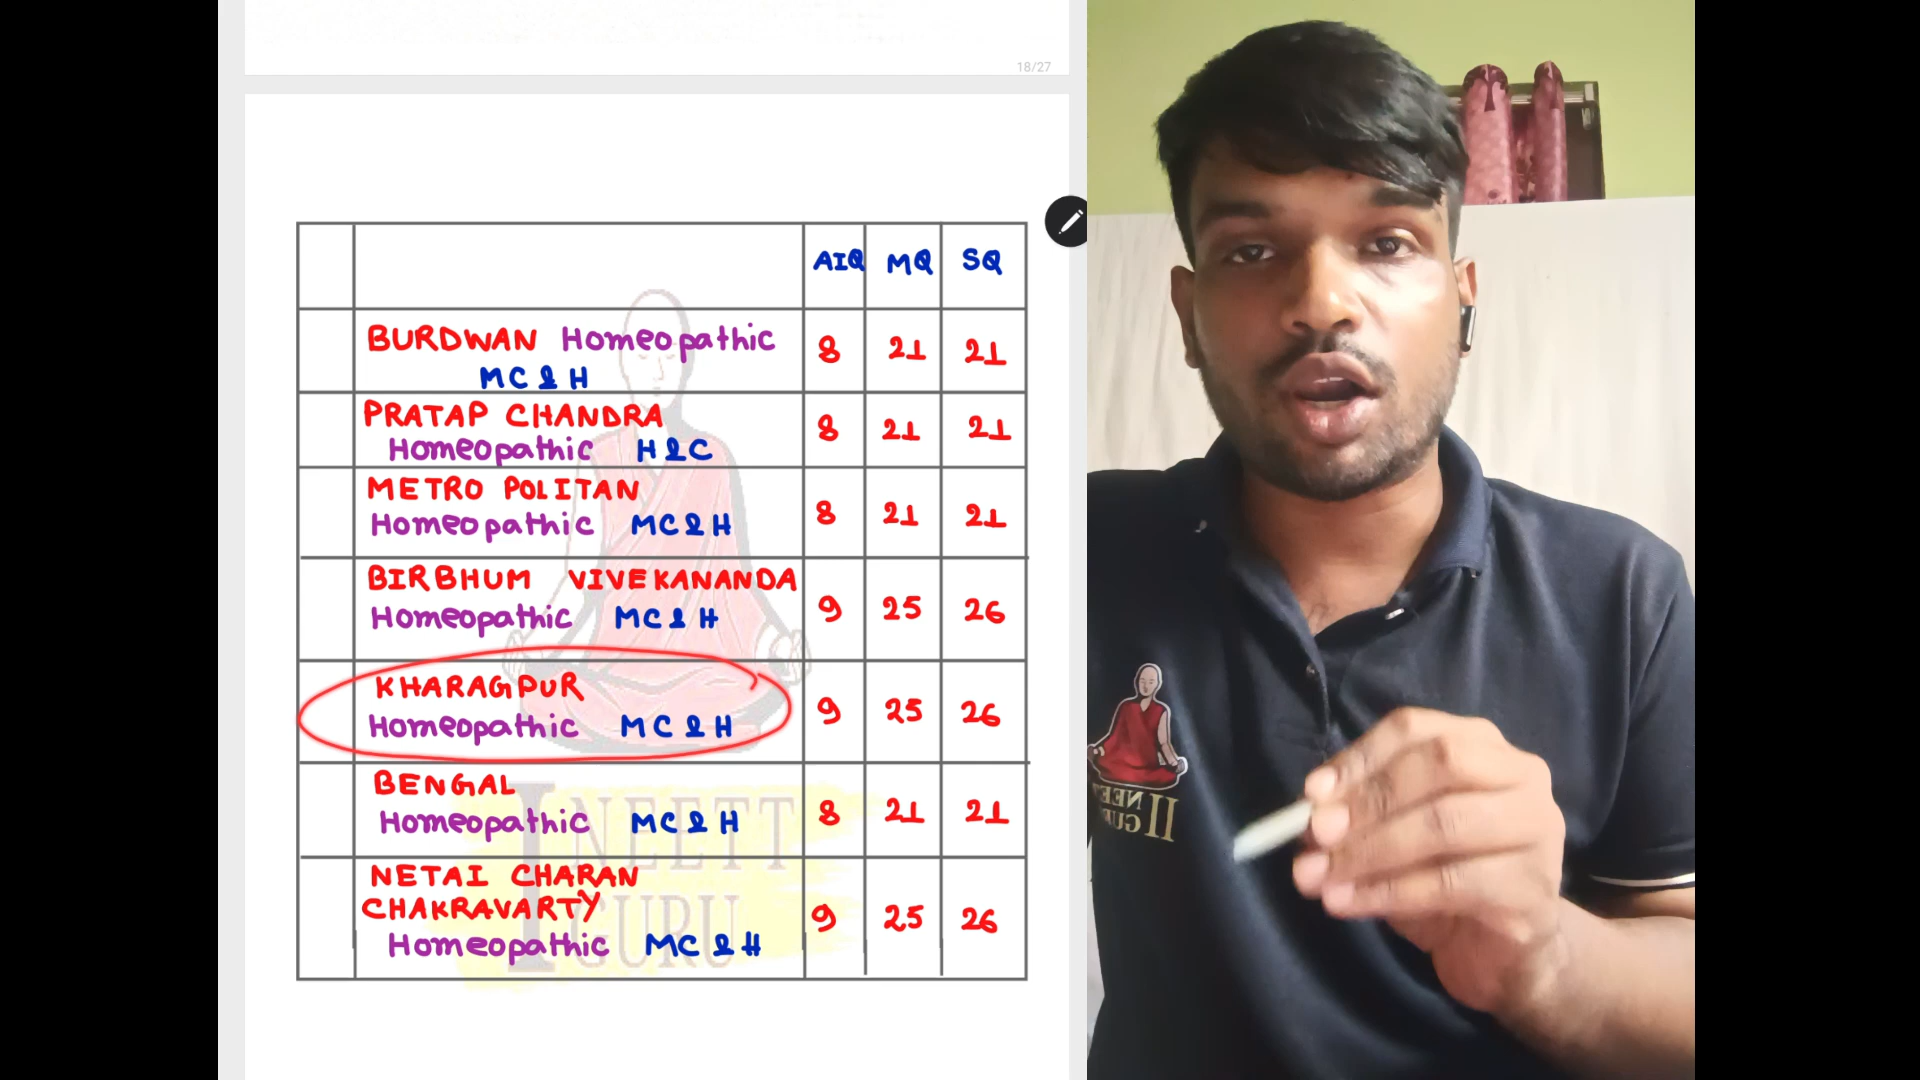 18/27
AIQ MQ SQ
BURDWAN Homeopathic
MC & H 8 21 21
PRATAP CHANDRA
Homeopathic H & C 8 21 21
METRO POLITAN
Homeopathic MC & H 8 21 21
BIRBHUM VIVEKANANDA
Homeopathic MC & H 9 25 26
KHARAGPUR
Homeopathic MC & H 9 25 26
BENGAL
Homeopathic MC & H 8 21 21
NETAI CHARAN
CHAKRAVARTY
Homeopathic MC & H 9 25 26
NEETT
GURU